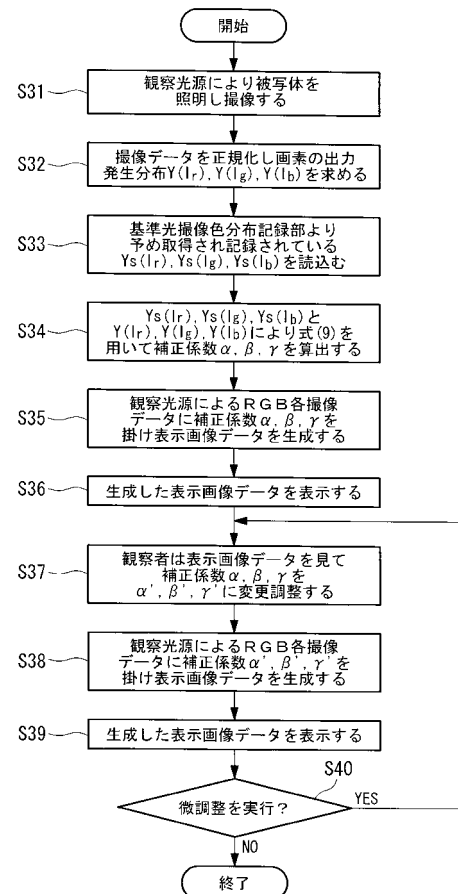 開始
S31
観察光源により被写体を
照明し撮像する
S32
撮像データを正規化し画素の出力
発生分布Y(Ir), Y(Ig), Y(Ib)を求める
S33
基準光撮像色分布記録部より
予め取得され記録されている
Ys(Ir), Ys(Ig), Ys(Ib)を読込む
S34
Ys(Ir), Ys(Ig), Ys(Ib)と
Y(Ir), Y(Ig), Y(Ib)により式(9)を
用いて補正係数α, β, γを算出する
S35
観察光源によるRGB各撮像
データに補正係数α, β, γを
掛け表示画像データを生成する
S36
生成した表示画像データを表示する
S37
観察者は表示画像データを見て
補正係数α, β, γを
α', β', γ'に変更調整する
S38
観察光源によるRGB各撮像
データに補正係数α', β', γ'を
掛け表示画像データを生成する
S39
生成した表示画像データを表示する
S40
微調整を実行?
YES
NO
終了